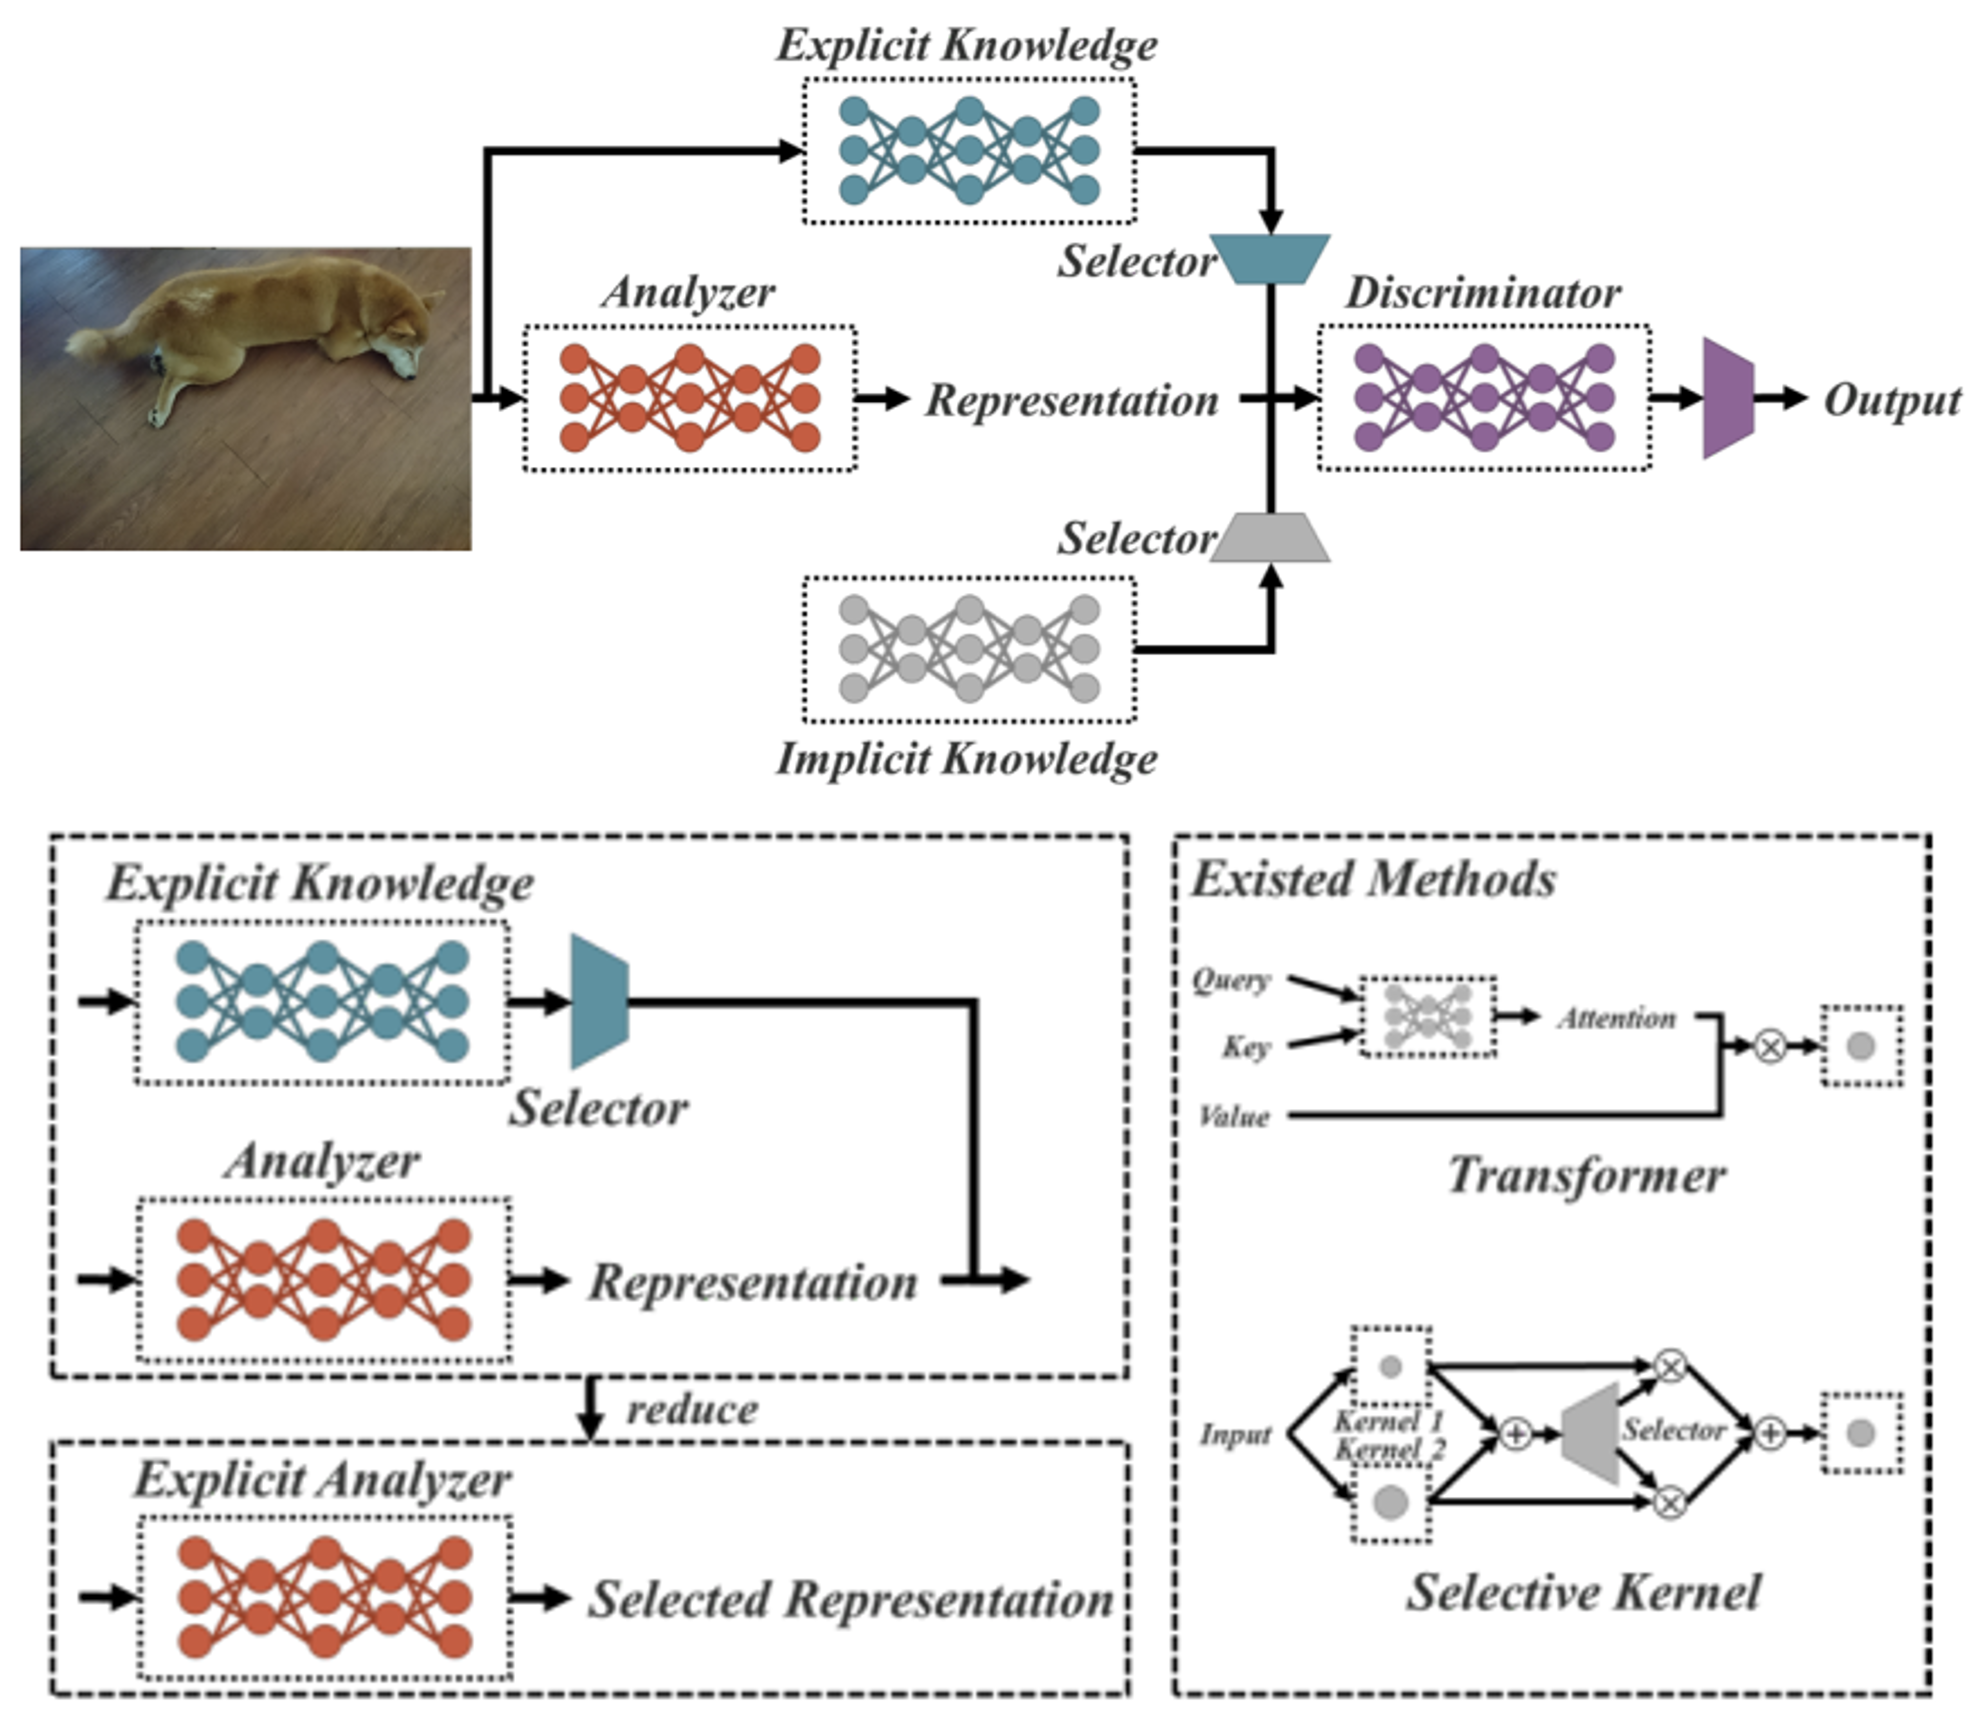 Explicit Knowledge
Selector
Analyzer
Discriminator
Representation
Output
Selector
Implicit Knowledge
Explicit Knowledge
Selector
Analyzer
Representation
reduce
Explicit Analyzer
Selected Representation
Existed Methods
Query
Key
Attention
Value
Transformer
Input
Kernel 1
Kernel 2
Selector
Selective Kernel